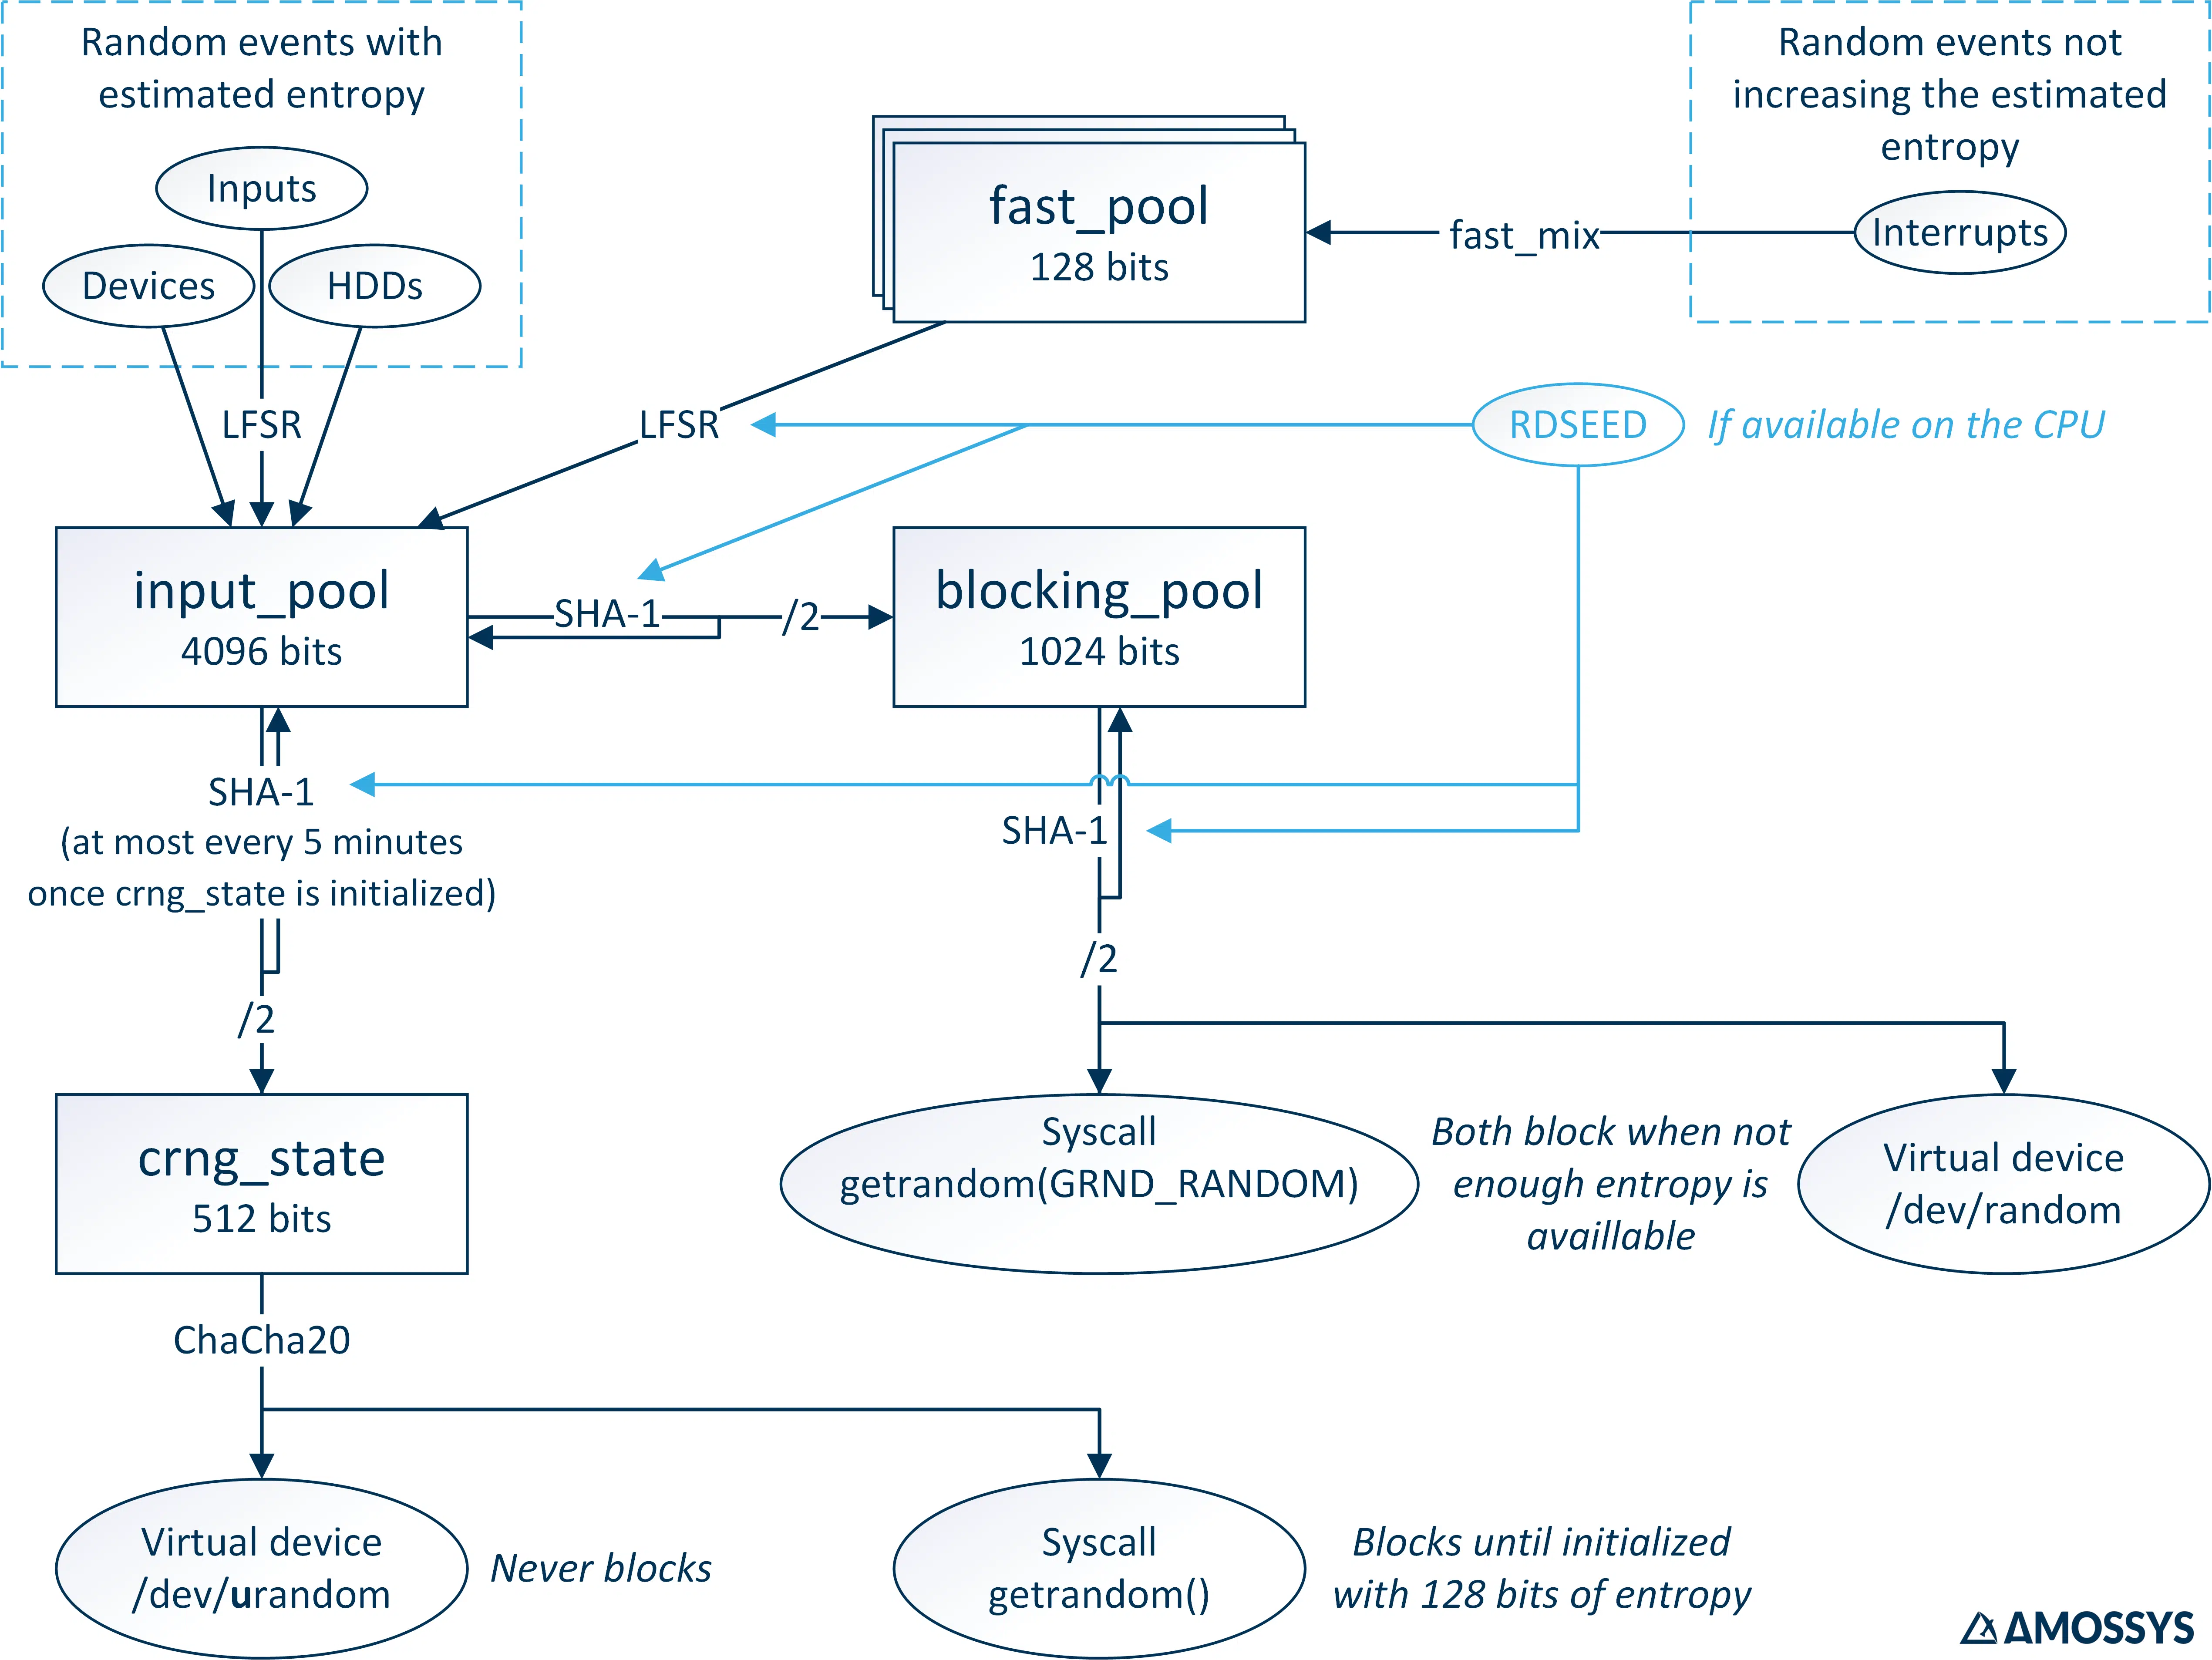 Random events with
estimated entropy
Inputs
Devices
HDDs
LFSR
fast_pool
128 bits
fast_mix
Random events not
increasing the estimated
entropy
Interrupts
LFSR
RDSEED
If available on the CPU
input_pool
4096 bits
SHA-1
/2
blocking_pool
1024 bits
SHA-1
(at most every 5 minutes
once crng_state is initialized)
/2
SHA-1
/2
crng_state
512 bits
Syscall
getrandom(GRND_RANDOM)
Both block when not
enough entropy is
availlable
Virtual device
/dev/random
ChaCha20
Virtual device
/dev/urandom
Never blocks
Syscall
getrandom()
Blocks until initialized
with 128 bits of entropy
AMOSSYS